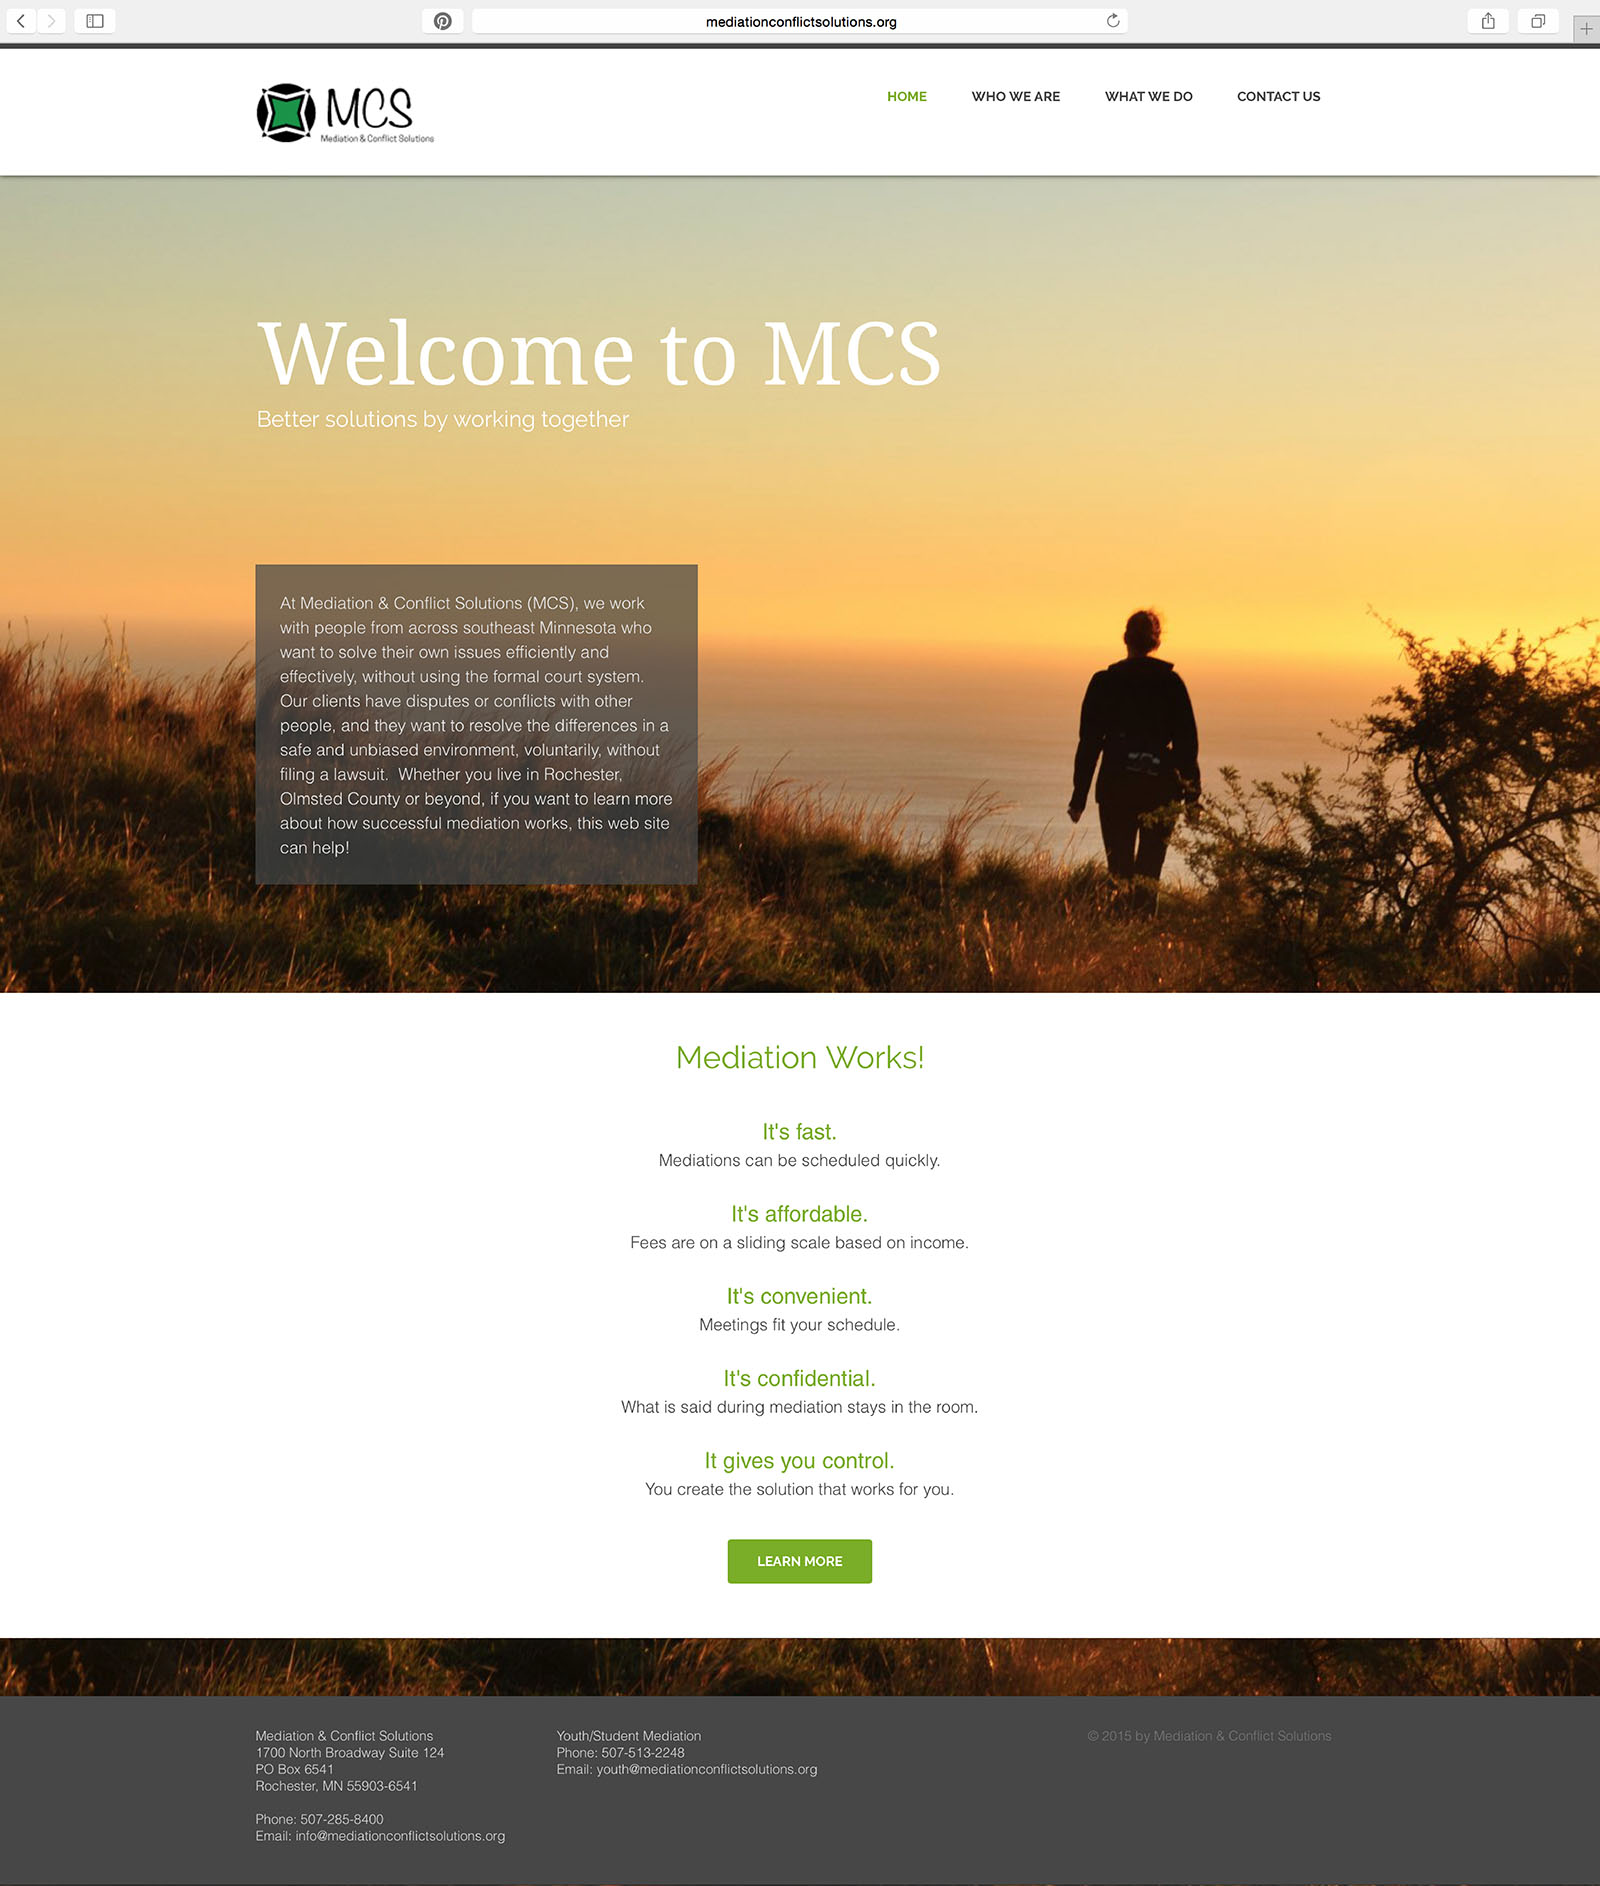 mediationconflictsolutions.org
MCS
Mediation & Conflict Solutions
HOME
WHO WE ARE
WHAT WE DO
CONTACT US
Welcome to MCS
Better solutions by working together
At Mediation & Conflict Solutions (MCS), we work
with people from across southeast Minnesota who
want to solve their own issues efficiently and
effectively, without using the formal court system.
Our clients have disputes or conflicts with other
people, and they want to resolve the differences in a
safe and unbiased environment, voluntarily, without
filing a lawsuit.  Whether you live in Rochester,
Olmsted County or beyond, if you want to learn more
about how successful mediation works, this web site
can help!
Mediation Works!
It's fast.
Mediations can be scheduled quickly.
It's affordable.
Fees are on a sliding scale based on income.
It's convenient.
Meetings fit your schedule.
It's confidential.
What is said during mediation stays in the room.
It gives you control.
You create the solution that works for you.
LEARN MORE
Mediation & Conflict Solutions
1700 North Broadway Suite 124
PO Box 6541
Rochester, MN 55903-6541
Phone: 507-285-8400
Email: info@mediationconflictsolutions.org
Youth/Student Mediation
Phone: 507-513-2248
Email: youth@mediationconflictsolutions.org
© 2015 by Mediation & Conflict Solutions